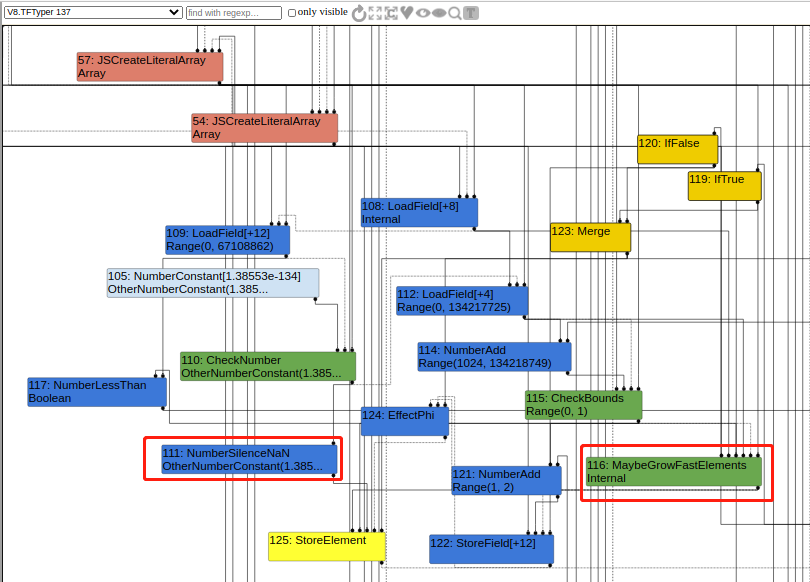 V8.TFTyper 137
find with regexp...
only visible
T
57: JSCreateLiteralArray
Array
54: JSCreateLiteralArray
Array
120: IfFalse
119: IfTrue
108: LoadField[+8]
Internal
109: LoadField[+12]
Range(0, 67108862)
123: Merge
105: NumberConstant[1.38553e-134]
OtherNumberConstant(1.385...
112: LoadField[+4]
Range(0, 134217725)
114: NumberAdd
Range(1024, 134218749)
110: CheckNumber
OtherNumberConstant(1.385...
117: NumberLessThan
Boolean
115: CheckBounds
Range(0, 1)
124: EffectPhi
111: NumberSilenceNaN
OtherNumberConstant(1.385...
116: MaybeGrowFastElements
Internal
121: NumberAdd
Range(1, 2)
125: StoreElement
122: StoreField[+12]